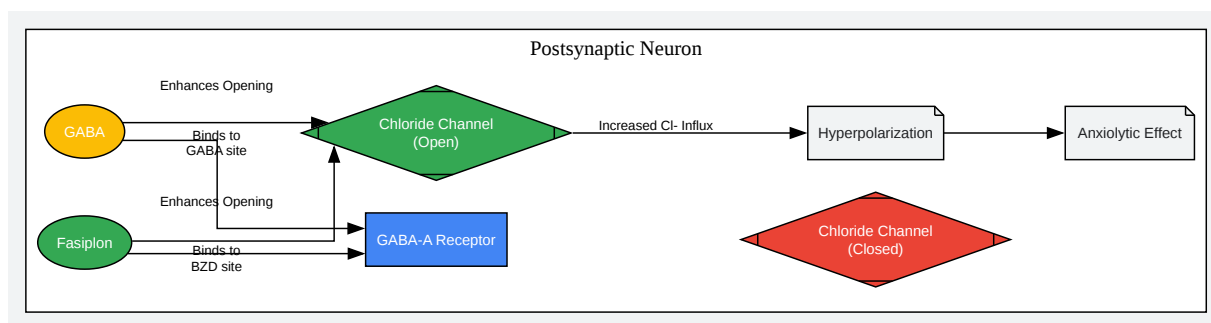 Postsynaptic Neuron
Enhances Opening
GABA
Binds to
GABA site
Chloride Channel
(Open)
Increased Cl- Influx
Hyperpolarization
Anxiolytic Effect
Enhances Opening
Fasiplon
Binds to
BZD site
GABA-A Receptor
Chloride Channel
(Closed)